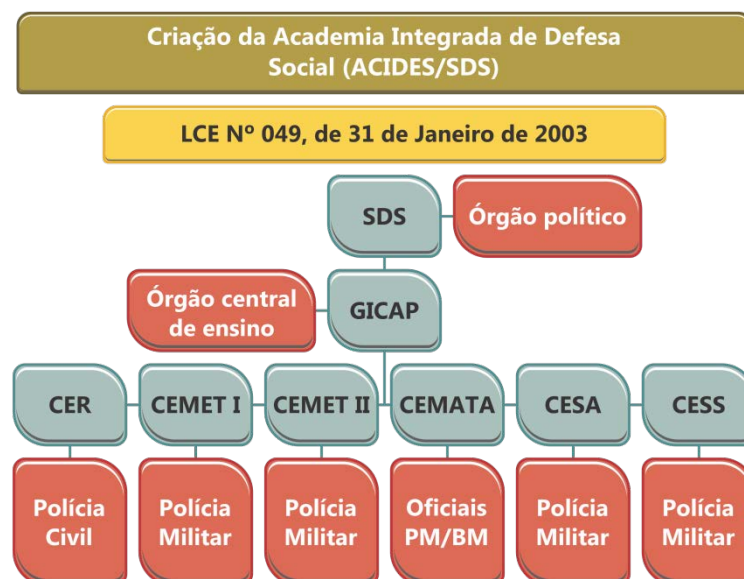 Criação da Academia Integrada de Defesa
Social (ACIDES/SDS)
LCE Nº 049, de 31 de Janeiro de 2003
SDS
Órgão político
Órgão central
de ensino
GICAP
CER
CEMET I
CEMET II
CEMATA
CESA
CESS
Polícia
Civil
Polícia
Militar
Polícia
Militar
Oficiais
PM/BM
Polícia
Militar
Polícia
Militar